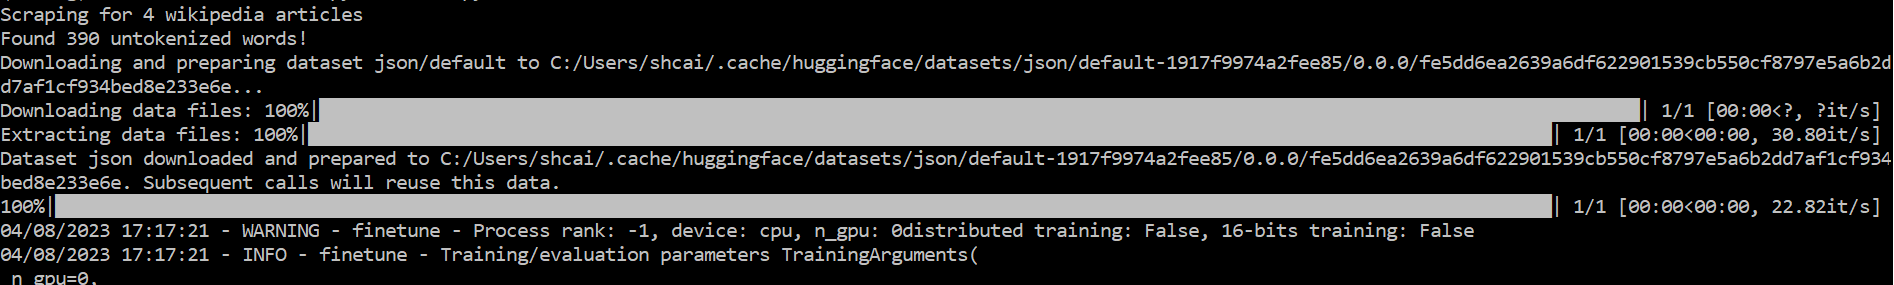 Scraping for 4 wikipedia articles
Found 390 untokenized words!
Downloading and preparing dataset json/default to C:/Users/shcai/.cache/huggingface/datasets/json/default-1917f9974a2fee85/0.0.0/fe5dd6ea2639a6df622901539cb550cf8797e5a6b2d
d7af1cf934bed8e233e6e...
Downloading data files: 100%| | 1/1 [00:00<?, ?it/s]
Extracting data files: 100%| | 1/1 [00:00<00:00, 30.80it/s]
Dataset json downloaded and prepared to C:/Users/shcai/.cache/huggingface/datasets/json/default-1917f9974a2fee85/0.0.0/fe5dd6ea2639a6df622901539cb550cf8797e5a6b2dd7af1cf934
bed8e233e6e. Subsequent calls will reuse this data.
100%| | 1/1 [00:00<00:00, 22.82it/s]
04/08/2023 17:17:21 - WARNING - finetune - Process rank: -1, device: cpu, n_gpu: 0distributed training: False, 16-bits training: False
04/08/2023 17:17:21 - INFO - finetune - Training/evaluation parameters TrainingArguments(
_n_gpu=0,